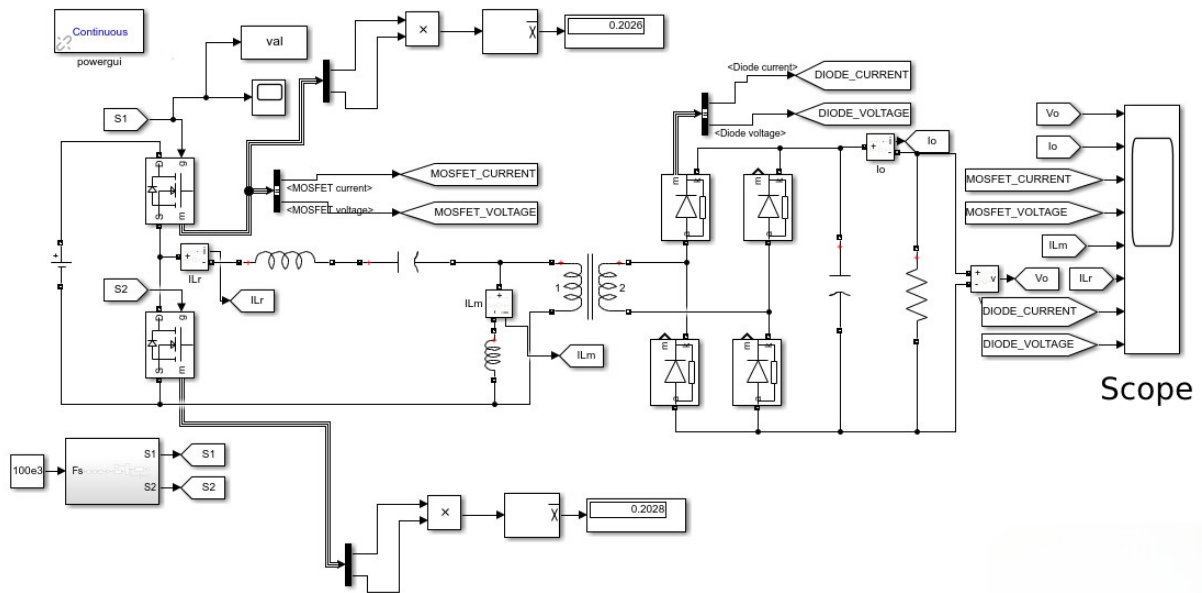 Continuous
powergui
val
0.2026
S1
<MOSFET current>
<MOSFET voltage>
MOSFET_CURRENT
MOSFET_VOLTAGE
<Diode current>
<Diode voltage>
DIODE_CURRENT
DIODE_VOLTAGE
Io
Io
g
m
S
S2
ILr
ILr
g
m
S
ILm
ILm
1
2
m
m
m
m
i
v
Vo
Vo
Io
MOSFET_CURRENT
MOSFET_VOLTAGE
ILm
ILr
DIODE_CURRENT
DIODE_VOLTAGE
Scope
100e3
Fs
S1
S2
S1
S2
0.2028